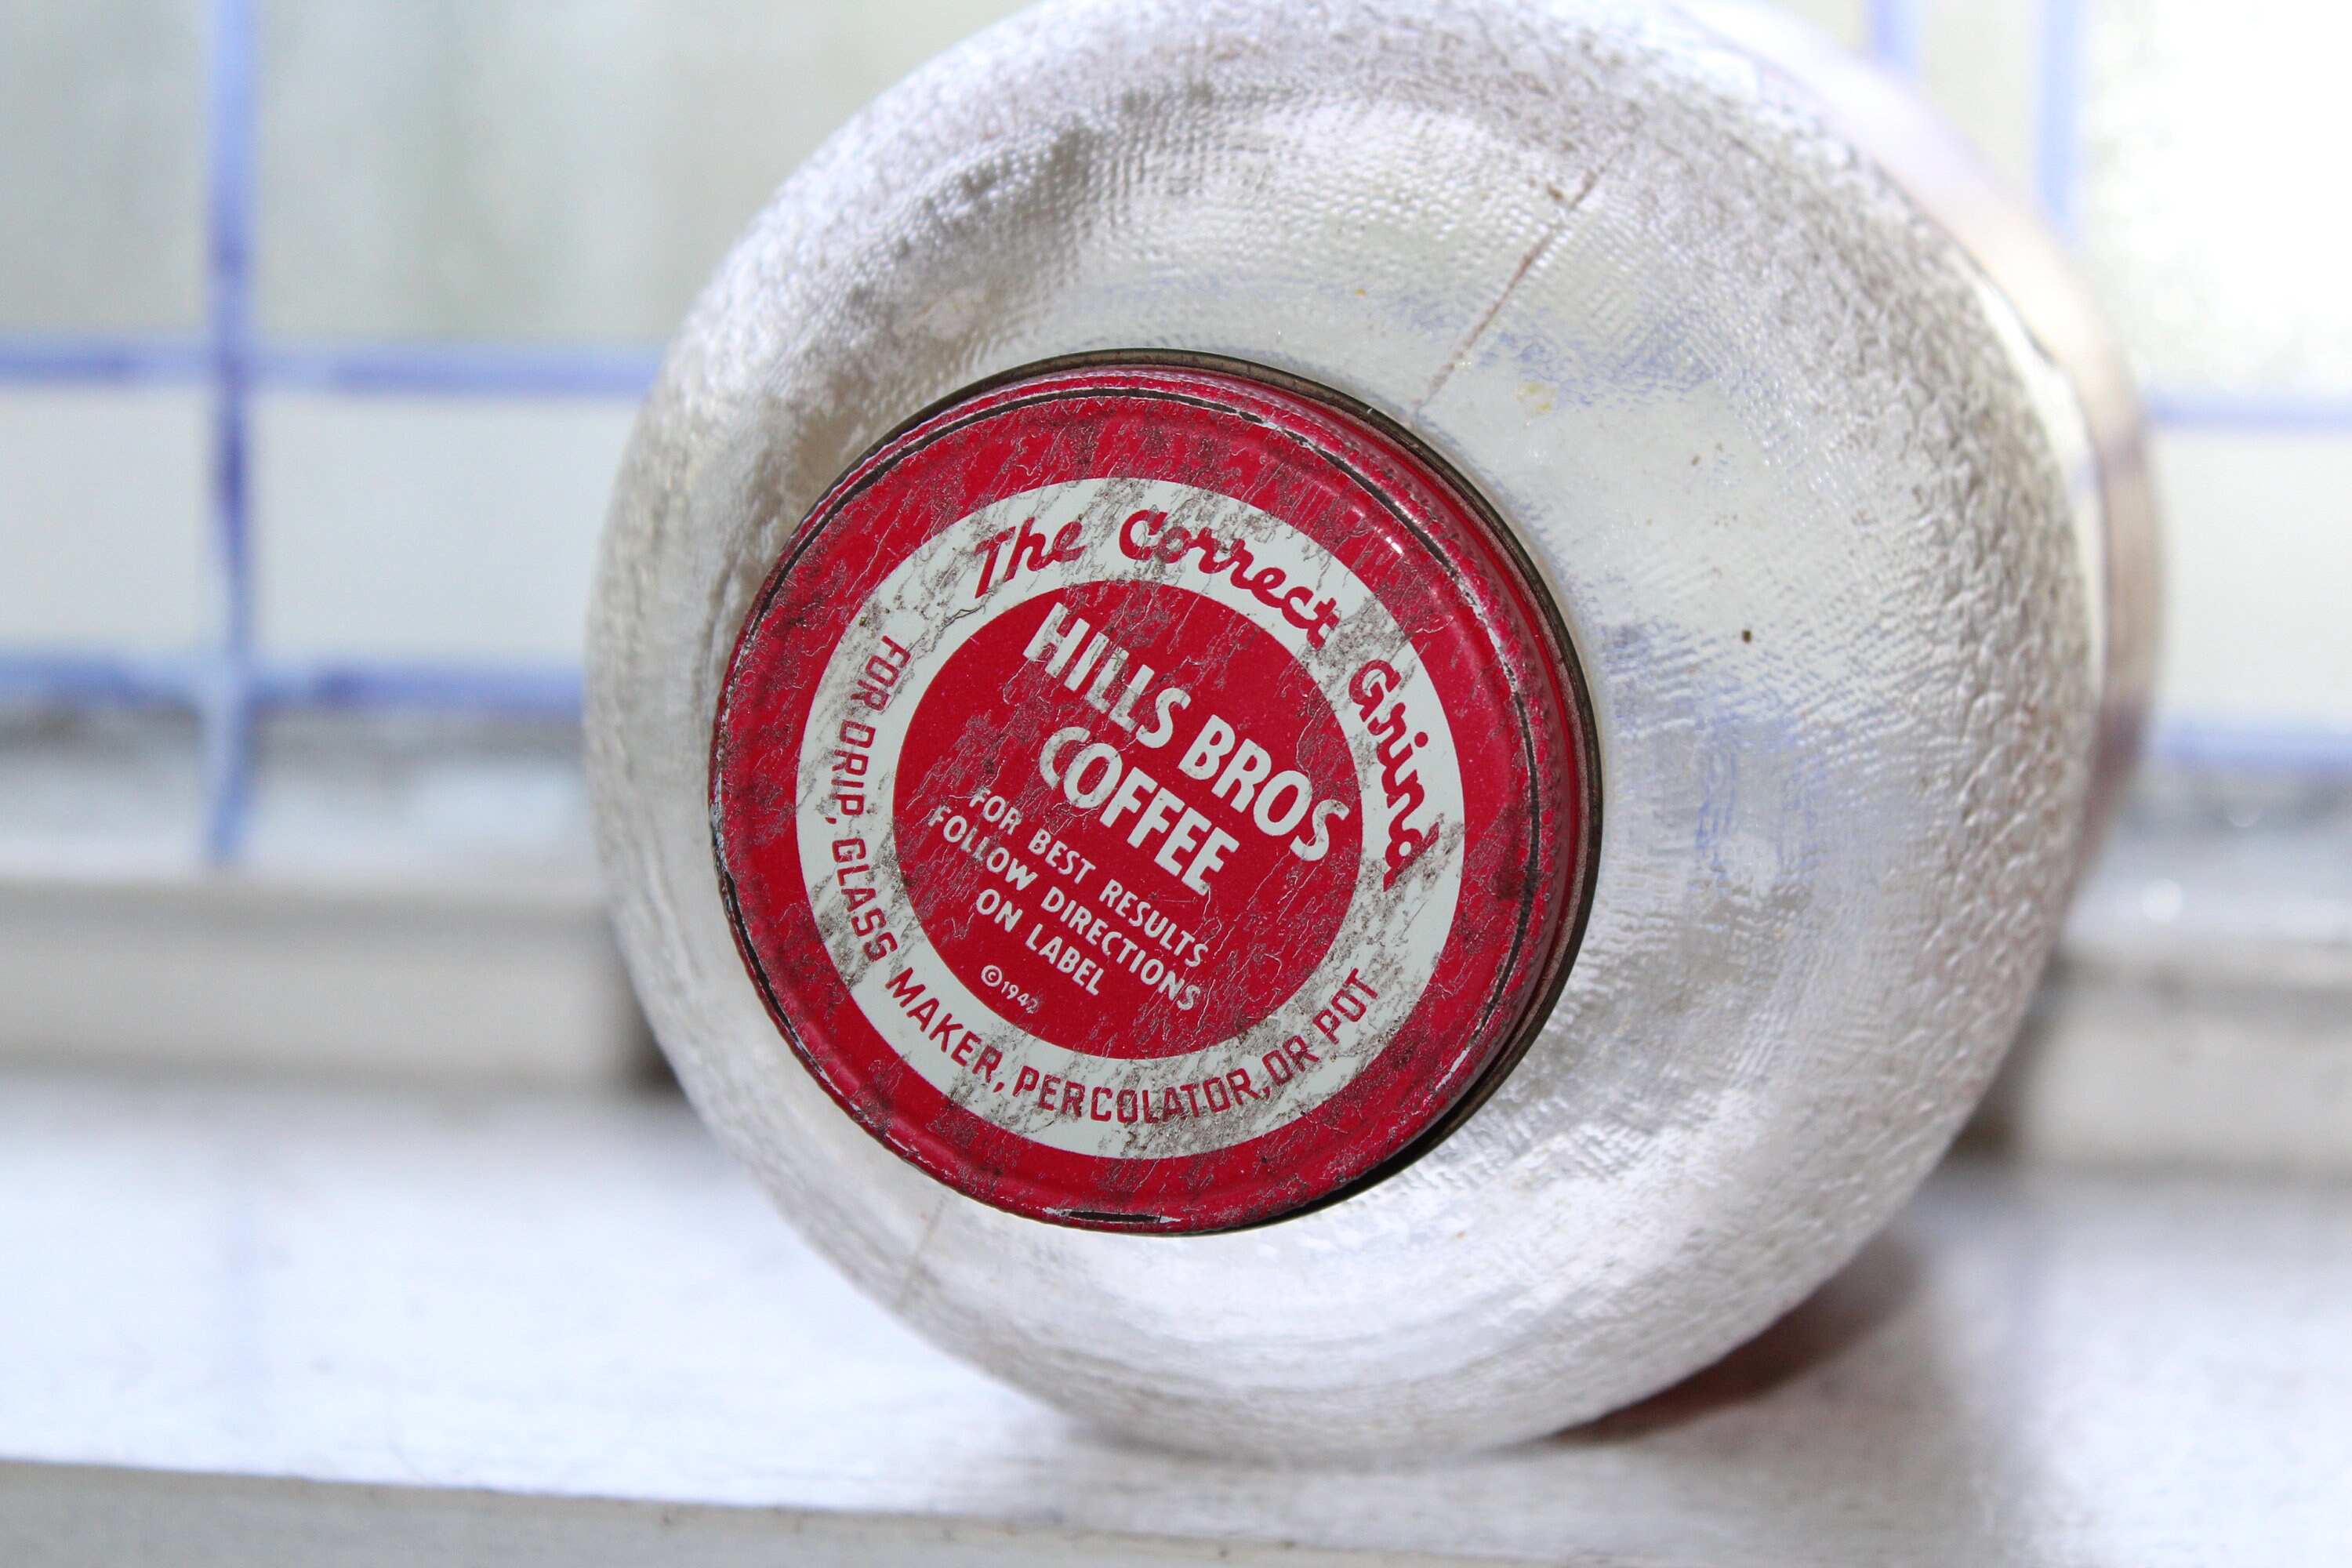 The Correct Grind
HILLS BROS
COFFEE
FOR BEST RESULTS
FOLLOW DIRECTIONS
ON LABEL
©1942
FOR DRIP, GLASS MAKER, PERCOLATOR, OR POT